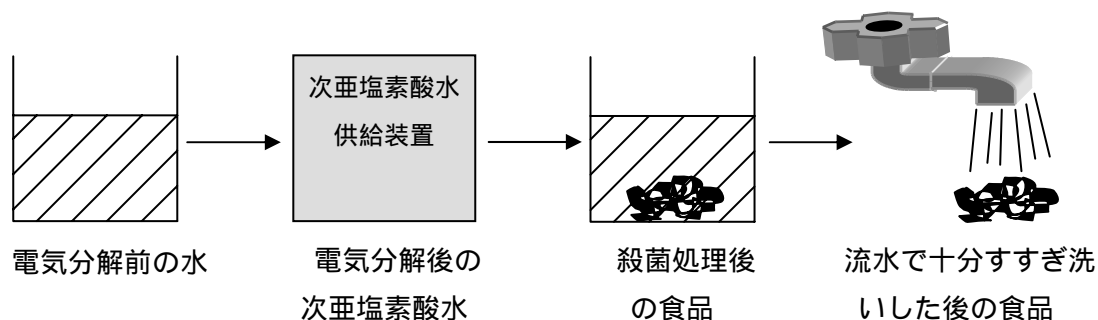 次亜塩素酸水
供給装置
電気分解前の水
電気分解後の
次亜塩素酸水
殺菌処理後
の食品
流水で十分すすぎ洗
いした後の食品